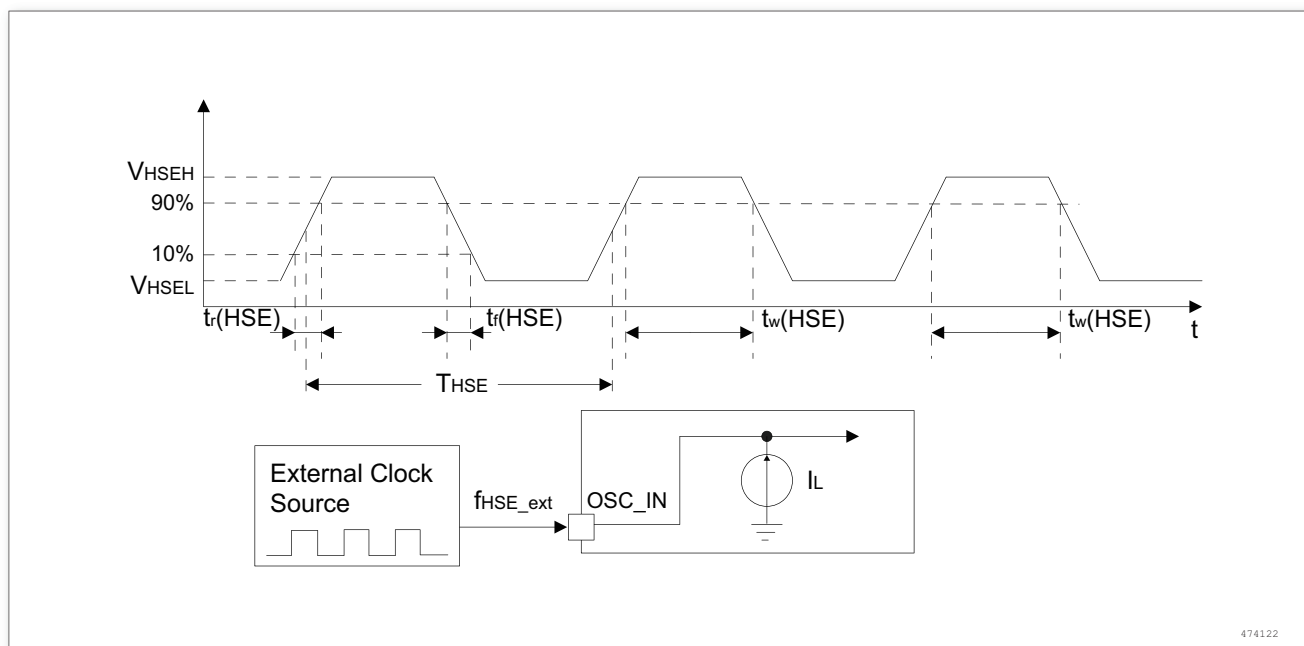 VHSEH
90%
10%
VHSEL
tr(HSE)
tf(HSE)
tw(HSE)
tw(HSE)
t
THSE
External Clock
Source
fHSE_ext
OSC_IN
IL
474122